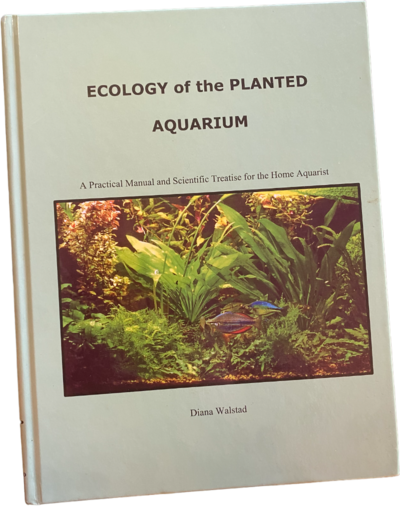 ECOLOGY of the PLANTED
AQUARIUM
A Practical Manual and Scientific Treatise for the Home Aquarist
Diana Walstad